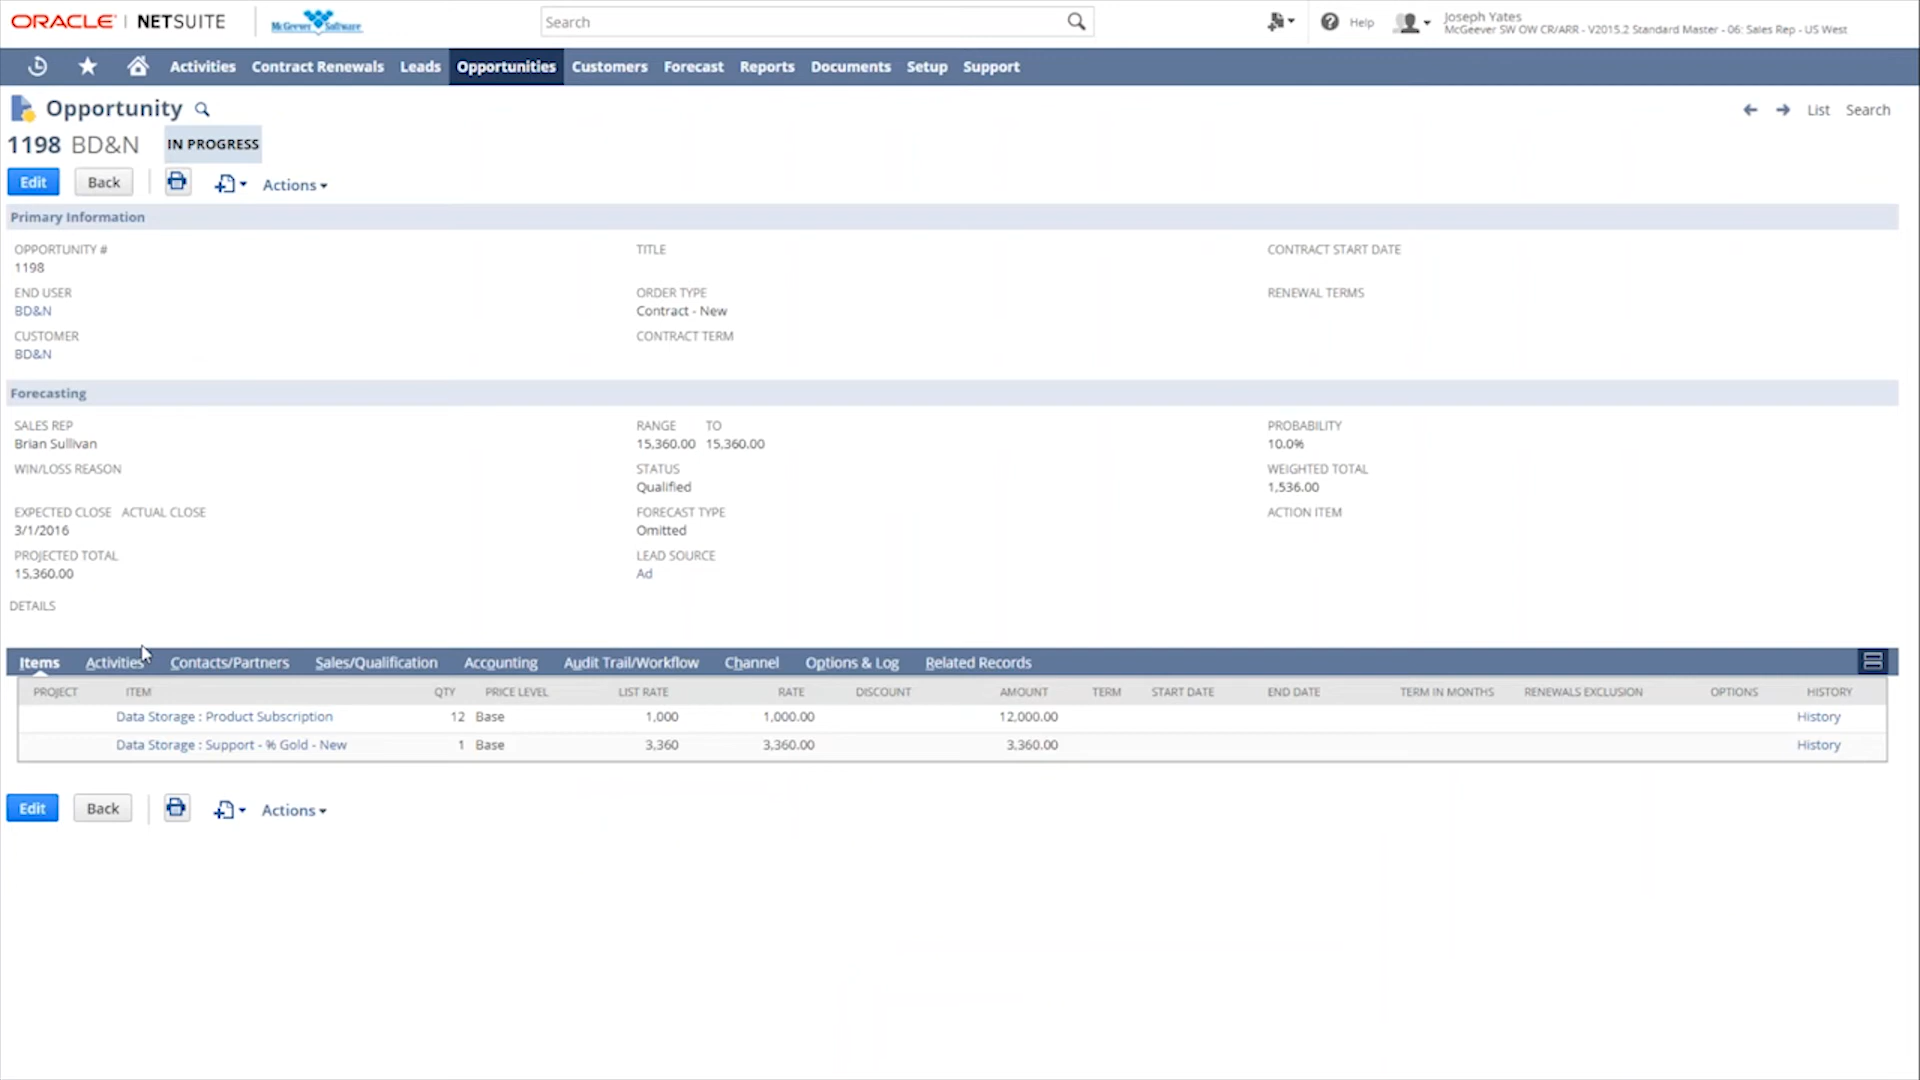 ORACLE | NETSUITE McGeever Software Search Help Joseph Yates
McGeever SW OW CR/ARR - V2015.2 Standard Master - 06: Sales Rep - US West
Activities Contract Renewals Leads Opportunities Customers Forecast Reports Documents Setup Support
Opportunity List Search
1198 BD&N IN PROGRESS
Edit Back Actions
Primary Information
OPPORTUNITY # TITLE CONTRACT START DATE
1198
END USER ORDER TYPE RENEWAL TERMS
BD&N Contract - New
CUSTOMER CONTRACT TERM
BD&N
Forecasting
SALES REP RANGE TO PROBABILITY
Brian Sullivan 15,360.00 15,360.00 10.0%
WIN/LOSS REASON STATUS WEIGHTED TOTAL
Qualified 1,536.00
EXPECTED CLOSE ACTUAL CLOSE FORECAST TYPE ACTION ITEM
3/1/2016 Omitted
PROJECTED TOTAL LEAD SOURCE
15,360.00 Ad
DETAILS
Items Activities Contacts/Partners Sales/Qualification Accounting Audit Trail/Workflow Channel Options & Log Related Records
PROJECT ITEM QTY PRICE LEVEL LIST RATE RATE DISCOUNT AMOUNT TERM START DATE END DATE TERM IN MONTHS RENEWALS EXCLUSION OPTIONS HISTORY
Data Storage : Product Subscription 12 Base 1,000 1,000.00 12,000.00 History
Data Storage : Support - % Gold - New 1 Base 3,360 3,360.00 3,360.00 History
Edit Back Actions